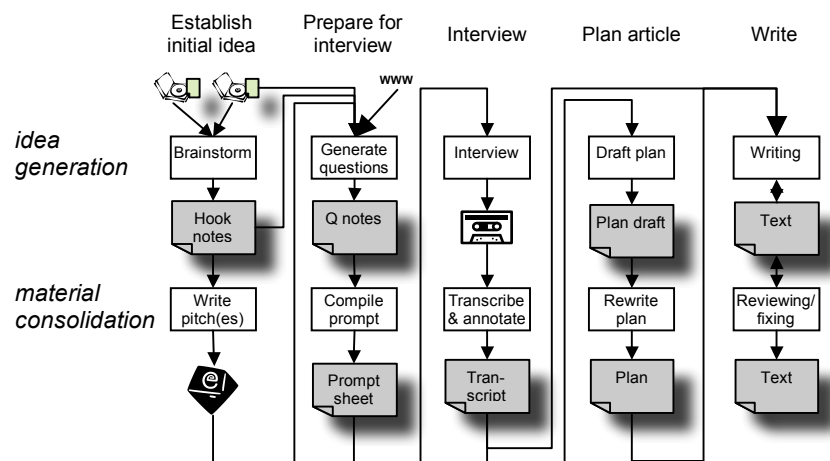 Establish
initial idea
Prepare for
interview
Interview
Plan article
Write
www
idea
generation
Brainstorm
Generate
questions
Interview
Draft plan
Writing
Hook
notes
Q notes
Plan draft
Text
material
consolidation
Write
pitch(es)
Compile
prompt
Transcribe
& annotate
Rewrite
plan
Reviewing/
fixing
e
Prompt
sheet
Tran-
script
Plan
Text